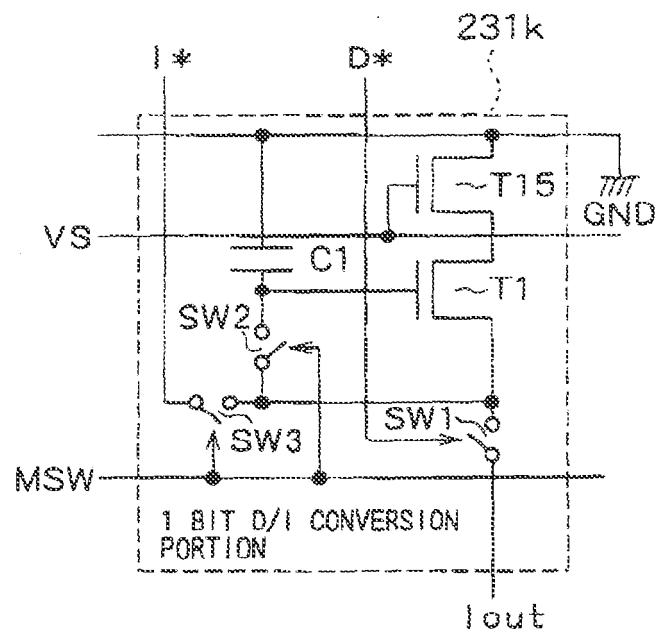 231k
I* D*
T15
GND
VS
C1
T1
SW2
SW1
SW3
MSW
1 BIT D/I CONVERSION
PORTION
Iout